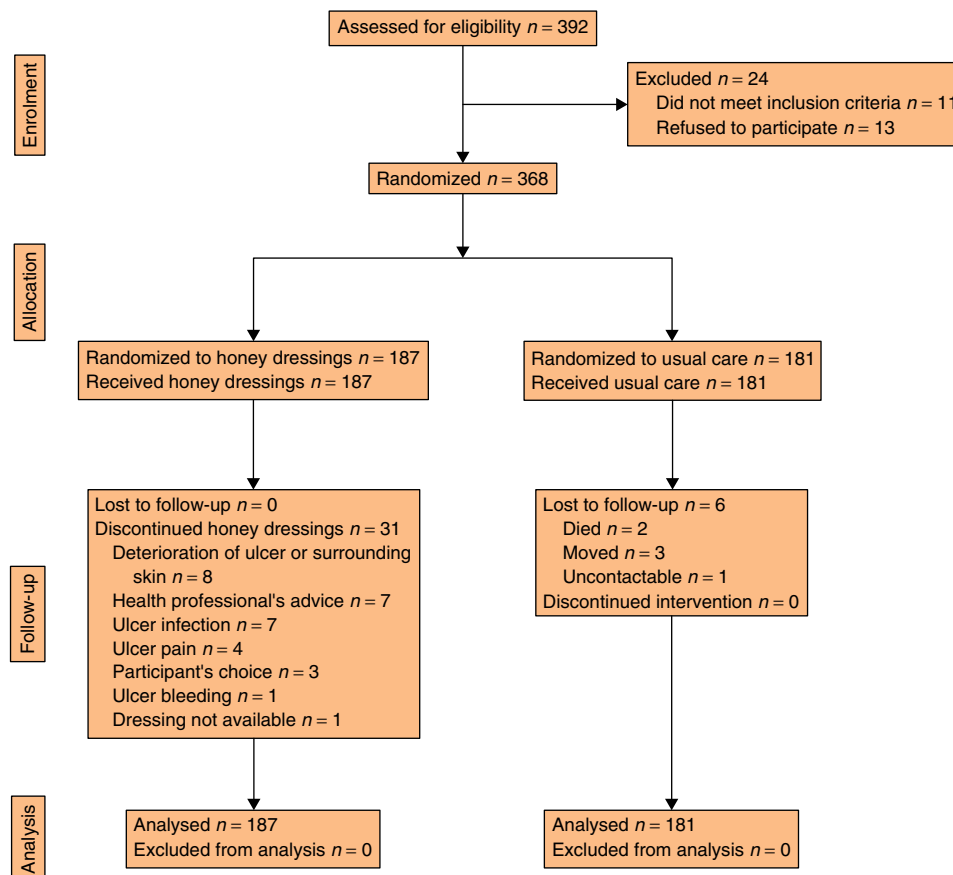 Assessed for eligibility n = 392
Enrolment
Excluded n = 24
Did not meet inclusion criteria n = 11
Refused to participate n = 13
Randomized n = 368
Allocation
Randomized to honey dressings n = 187
Received honey dressings n = 187
Randomized to usual care n = 181
Received usual care n = 181
Follow-up
Lost to follow-up n = 0
Discontinued honey dressings n = 31
Deterioration of ulcer or surrounding
skin n = 8
Health professional's advice n = 7
Ulcer infection n = 7
Ulcer pain n = 4
Participant's choice n = 3
Ulcer bleeding n = 1
Dressing not available n = 1
Lost to follow-up n = 6
Died n = 2
Moved n = 3
Uncontactable n = 1
Discontinued intervention n = 0
Analysis
Analysed n = 187
Excluded from analysis n = 0
Analysed n = 181
Excluded from analysis n = 0